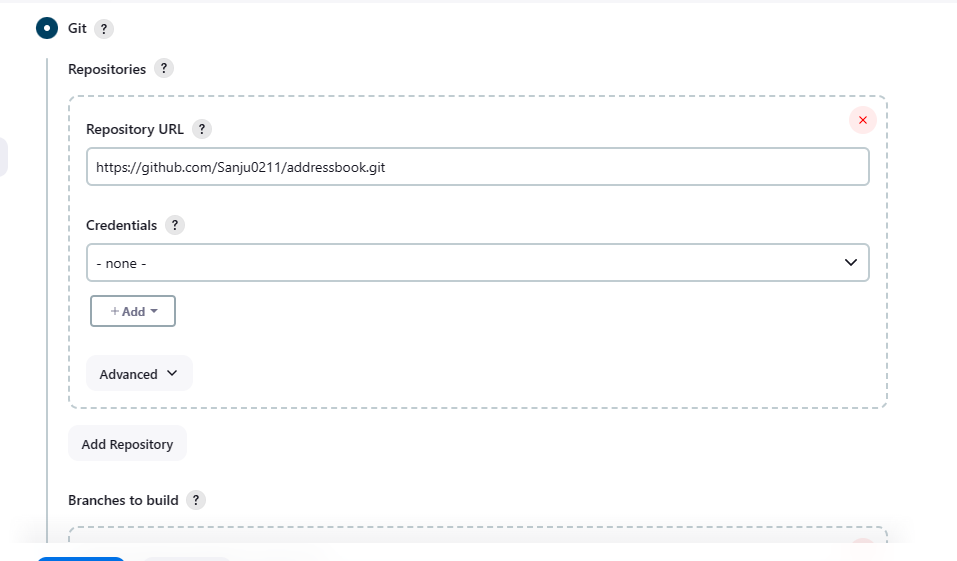 Git ?
Repositories ?
Repository URL ?
https://github.com/Sanju0211/addressbook.git
Credentials ?
- none -
+ Add
Advanced
Add Repository
Branches to build ?